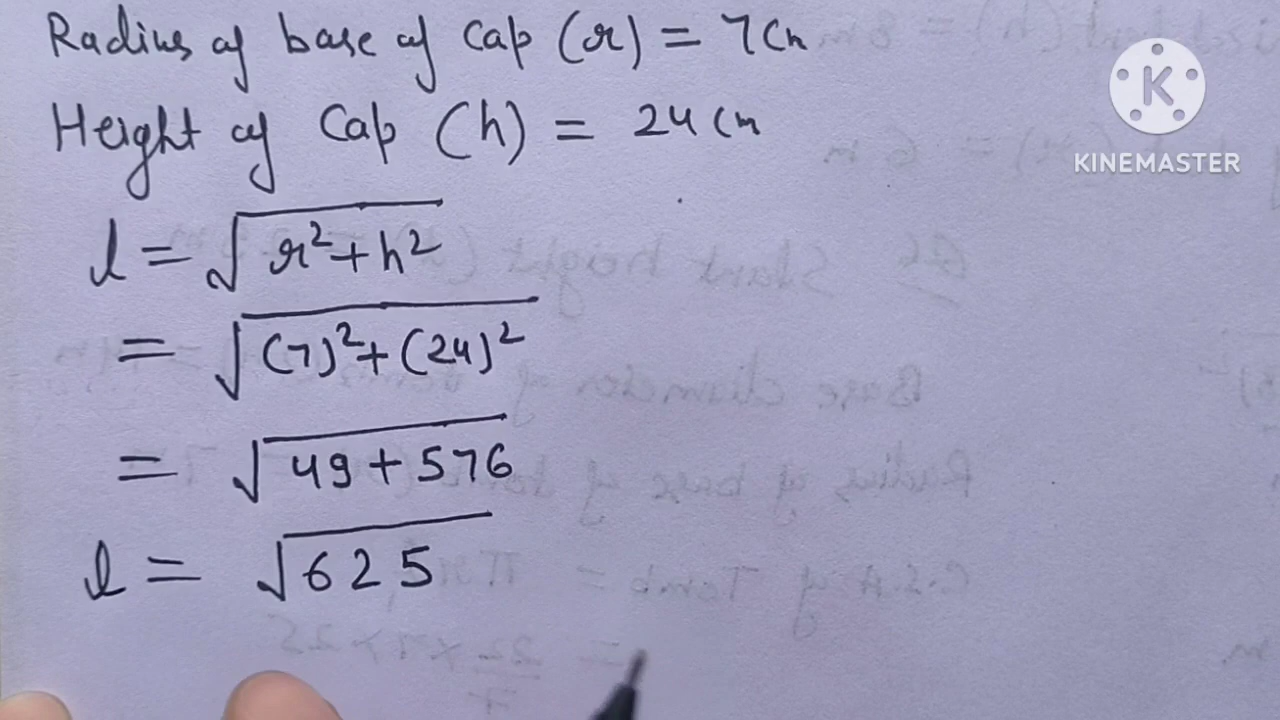 Radius of base of Cap (r) = 7 Cm
Height of Cap (h) = 24 Cm
l = √r²+h²
= √(7)²+(24)²
= √49+576
l = √625
K
KINEMASTER